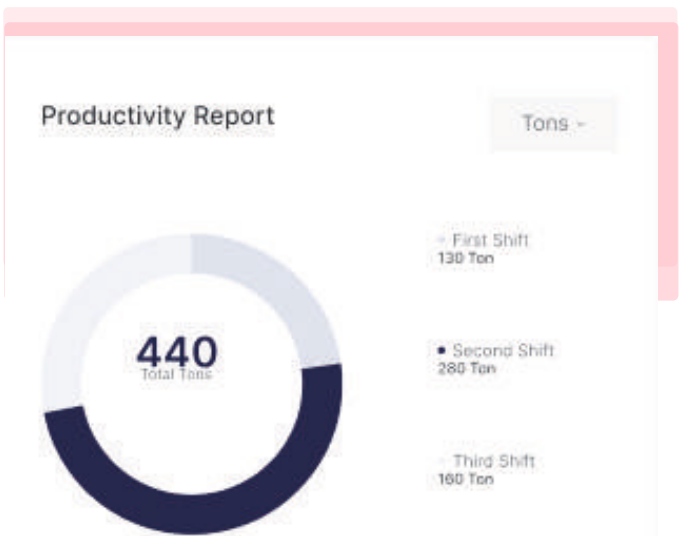 Productivity Report
Tons -
440
Total Tons
First Shift
130 Ton
Second Shift
280 Ton
Third Shift
160 Ton